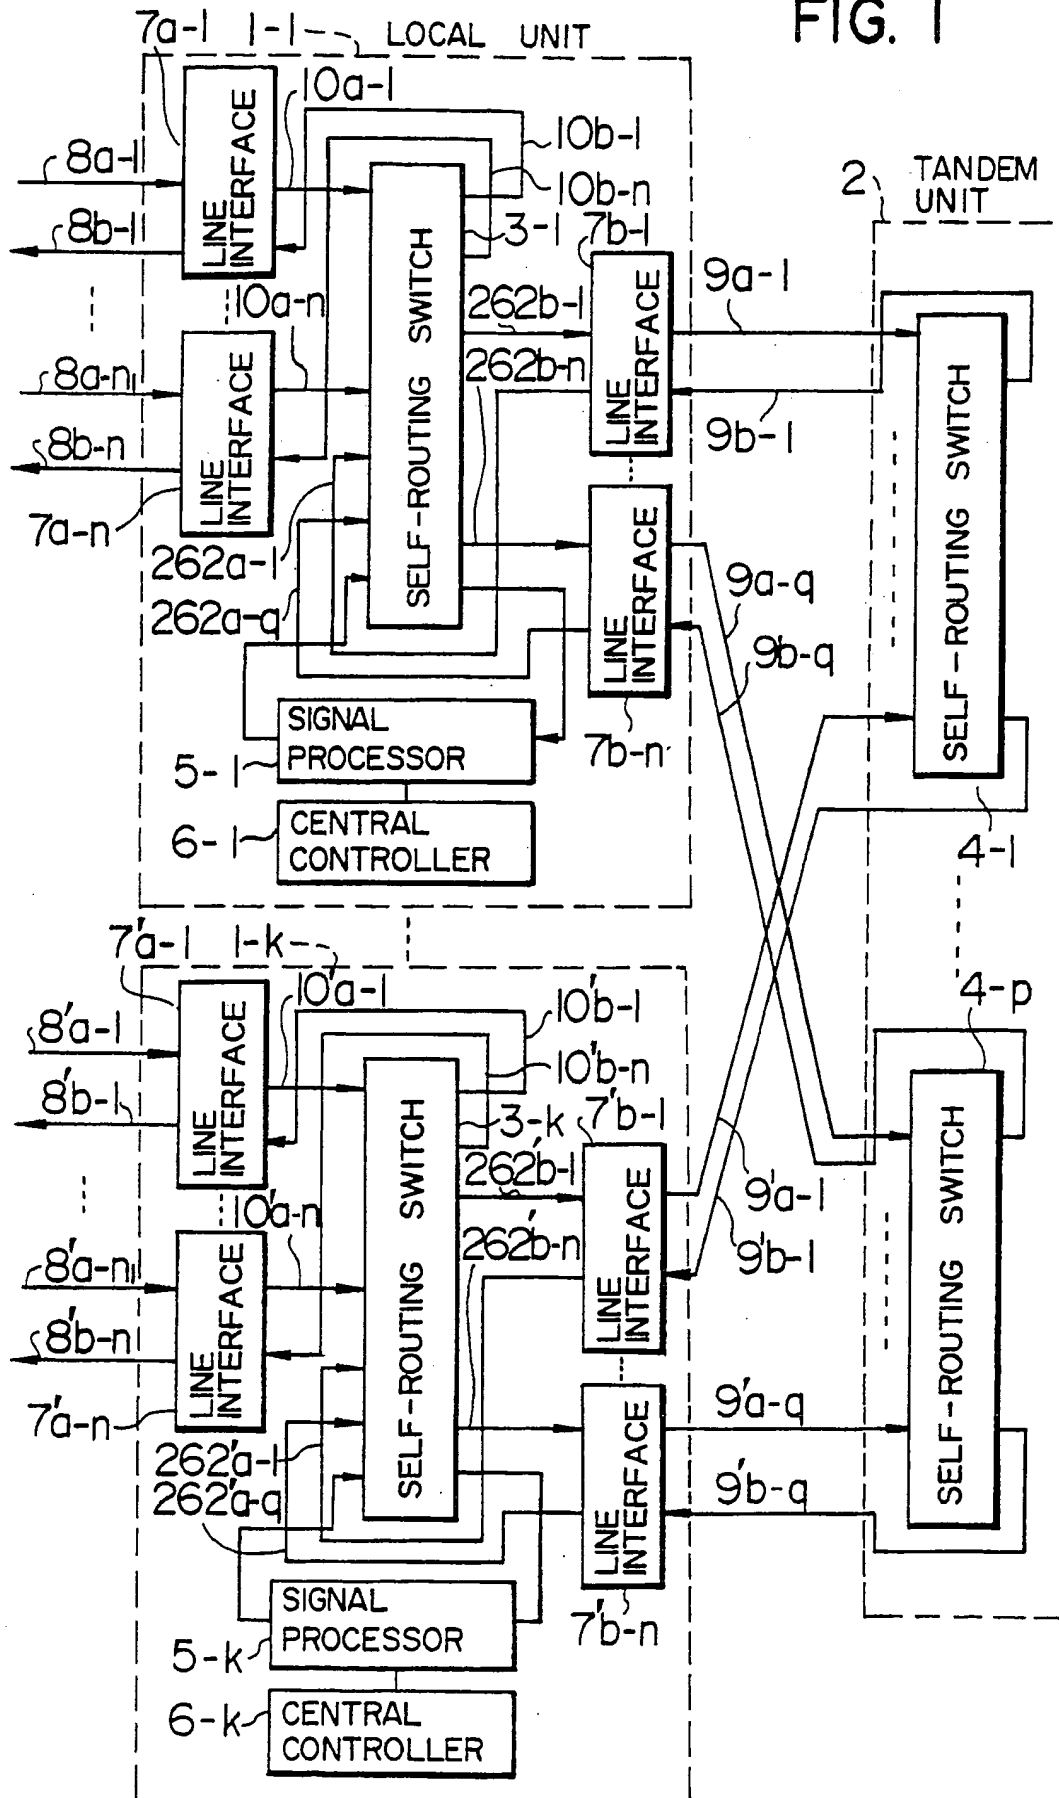 FIG. 1
7a-1
1-1
LOCAL UNIT
10a-1
LINE INTERFACE
10b-1
10b-n
8a-1
8b-1
3-1
7b-1
2
TANDEM UNIT
10a-n
SELF-ROUTING SWITCH
262b-1
262b-n
LINE INTERFACE
9a-1
9b-1
8a-n
8b-n
7a-n
LINE INTERFACE
262a-1
262a-q
LINE INTERFACE
7b-n
9a-q
9b-q
SELF-ROUTING SWITCH
4-1
SIGNAL
PROCESSOR
5-1
CENTRAL
CONTROLLER
6-1
7'a-1
1-k
10'a-1
LINE INTERFACE
10'b-1
10'b-n
8'a-1
8'b-1
3-k
7'b-1
4-p
10'a-n
SELF-ROUTING SWITCH
262'b-1
262'b-n
LINE INTERFACE
9'a-1
9'b-1
8'a-n
8'b-n
7'a-n
LINE INTERFACE
262'a-1
262'a-q
LINE INTERFACE
7'b-n
9'a-q
9'b-q
SELF-ROUTING SWITCH
SIGNAL
PROCESSOR
5-k
CENTRAL
CONTROLLER
6-k